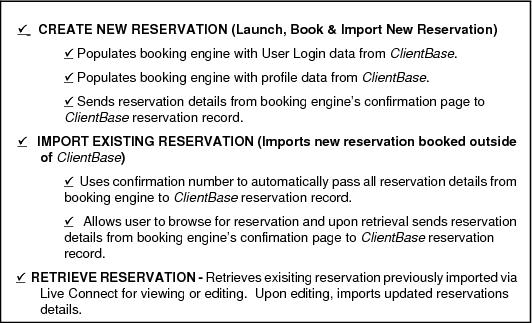 ✓ CREATE NEW RESERVATION (Launch, Book & Import New Reservation)
✓ Populates booking engine with User Login data from ClientBase.
✓ Populates booking engine with profile data from ClientBase.
✓ Sends reservation details from booking engine's confirmation page to
ClientBase reservation record.
✓ IMPORT EXISTING RESERVATION (Imports new reservation booked outside
of ClientBase)
✓ Uses confirmation number to automatically pass all reservation details from
booking engine to ClientBase reservation record.
✓ Allows user to browse for reservation and upon retrieval sends reservation
details from booking engine's confimation page to ClientBase reservation
record.
✓ RETRIEVE RESERVATION - Retrieves exisiting reservation previously imported via
Live Connect for viewing or editing. Upon editing, imports updated reservations
details.